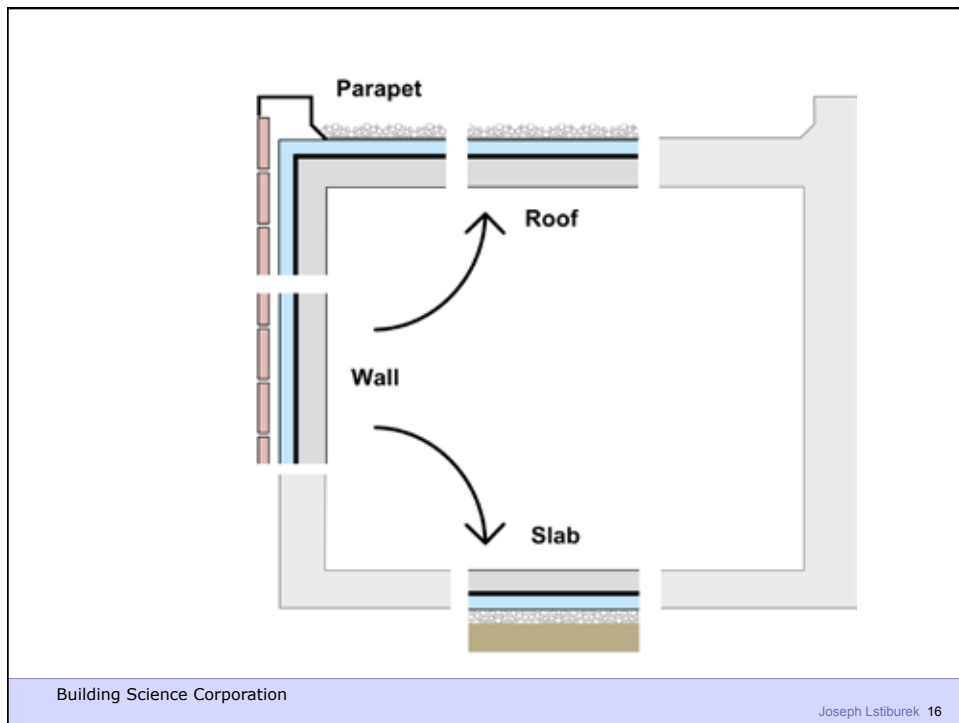 Parapet
Roof
Wall
Slab
Building Science Corporation
Joseph Lstiburek 16